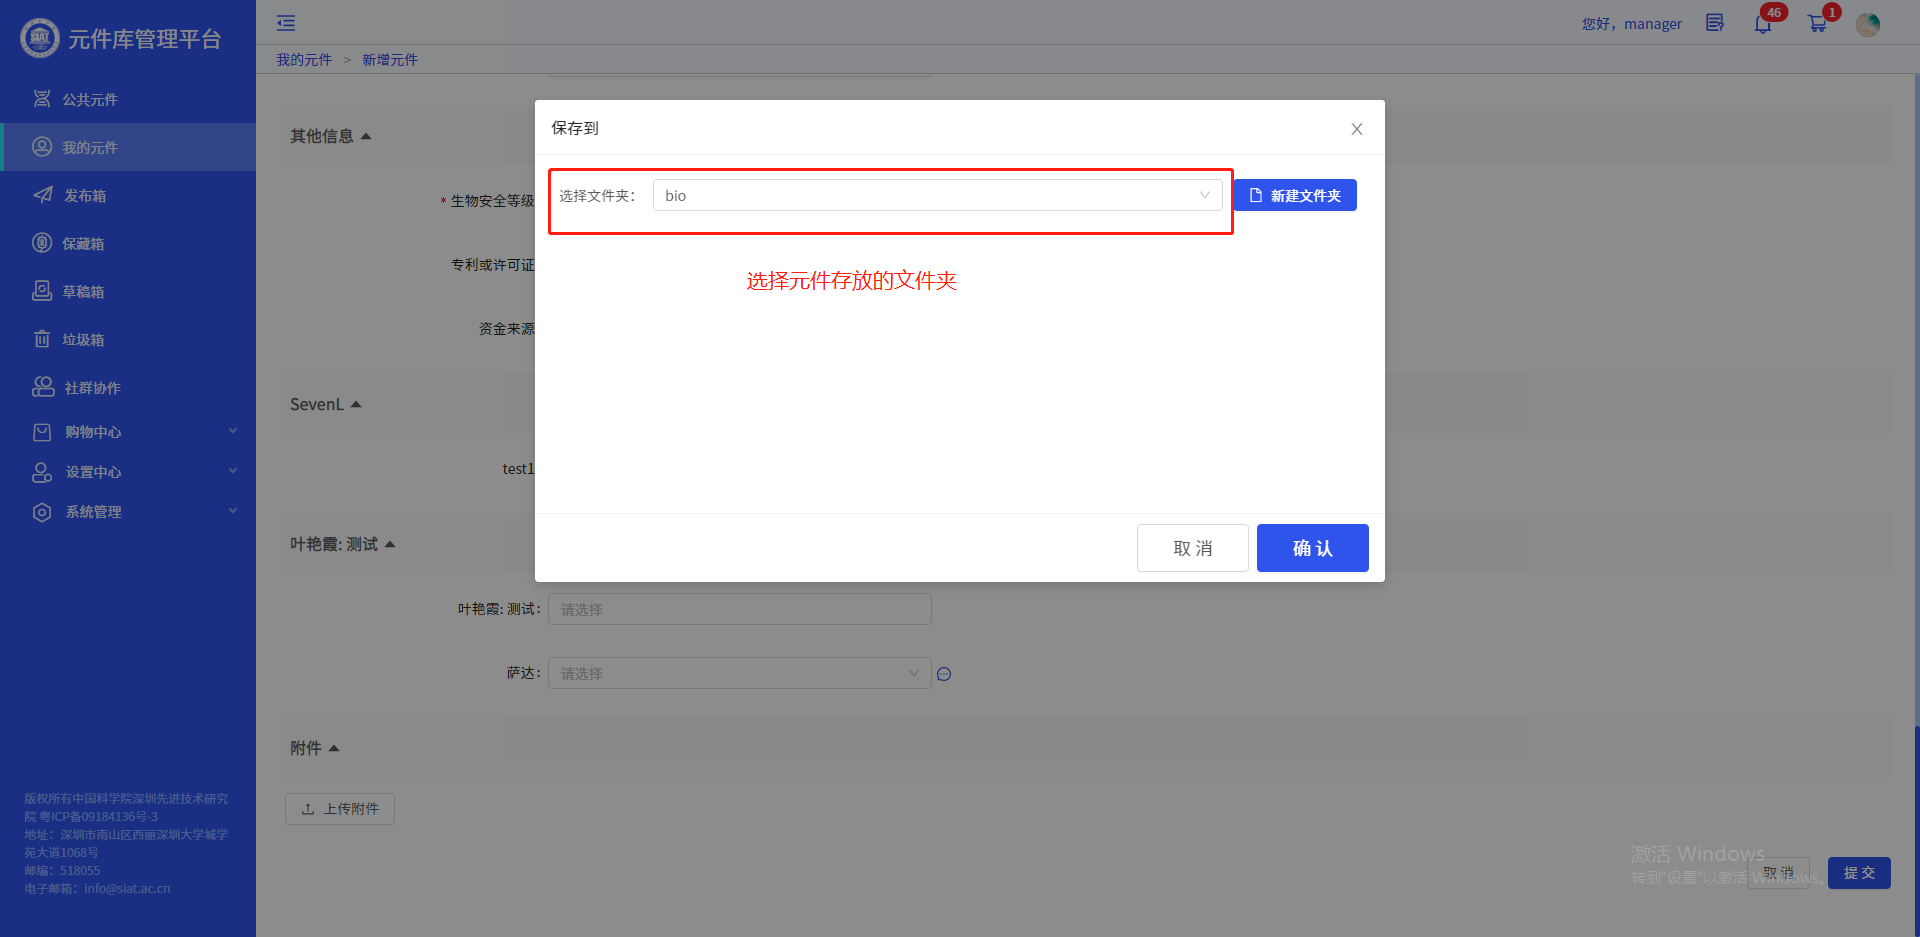 SIAT
元件库管理平台
您好，manager
46
1
我的元件 > 新增元件
公共元件
我的元件
发布箱
保藏箱
草稿箱
垃圾箱
社群协作
购物中心
设置中心
系统管理
版权所有中国科学院深圳先进技术研究
院 粤ICP备09184136号-3
地址：深圳市南山区西丽深圳大学城学
苑大道1068号
邮编：518055
电子邮箱：info@siat.ac.cn
其他信息
* 生物安全等级
专利或许可证
资金来源
SevenL
test1
叶艳霞: 测试
叶艳霞: 测试: 请选择
萨达: 请选择
附件
上传附件
保存到
选择文件夹： bio
新建文件夹
选择元件存放的文件夹
取 消
确 认
激活 Windows
转到"设置"以激活 Windows。
取 消
提 交